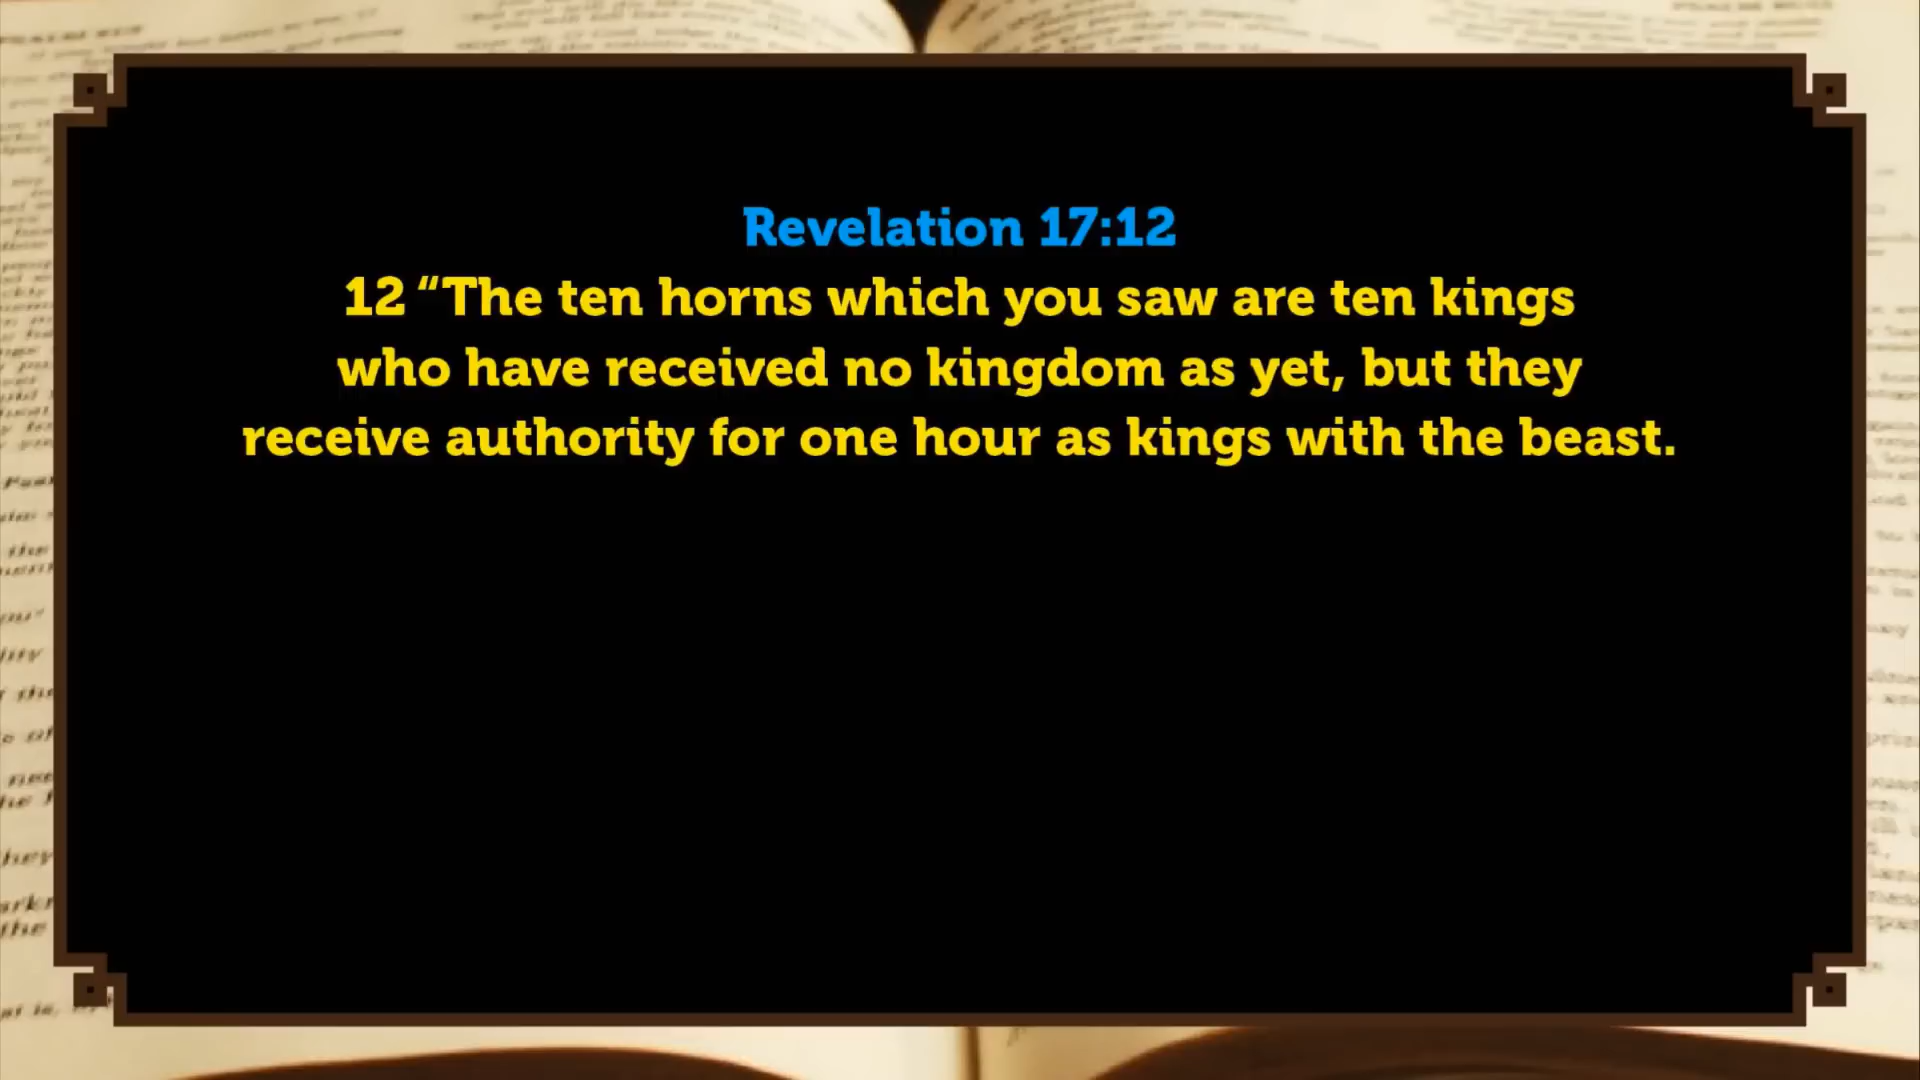 Revelation 17:12
12 “The ten horns which you saw are ten kings
who have received no kingdom as yet, but they
receive authority for one hour as kings with the beast.